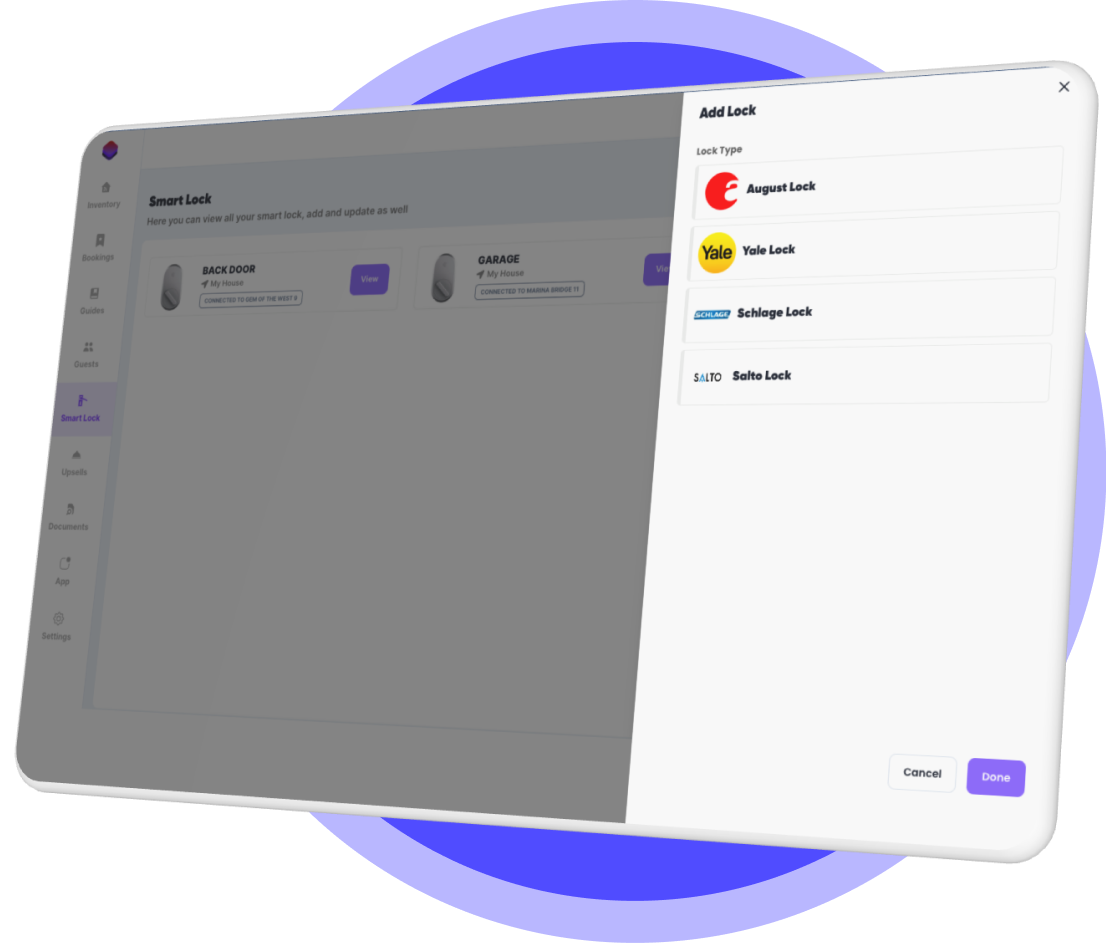 Inventory
Bookings
Guides
Guests
Smart Lock
Upsells
Documents
App
Settings
Smart Lock
Here you can view all your smart lock, add and update as well
BACK DOOR
My House
CONNECTED TO GEM OF THE WEST 9
View
GARAGE
My House
CONNECTED TO MARINA BRIDGE 11
Vie
Add Lock
Lock Type
August Lock
Yale Yale Lock
SCHLAGE Schlage Lock
SALTO Salto Lock
Cancel
Done